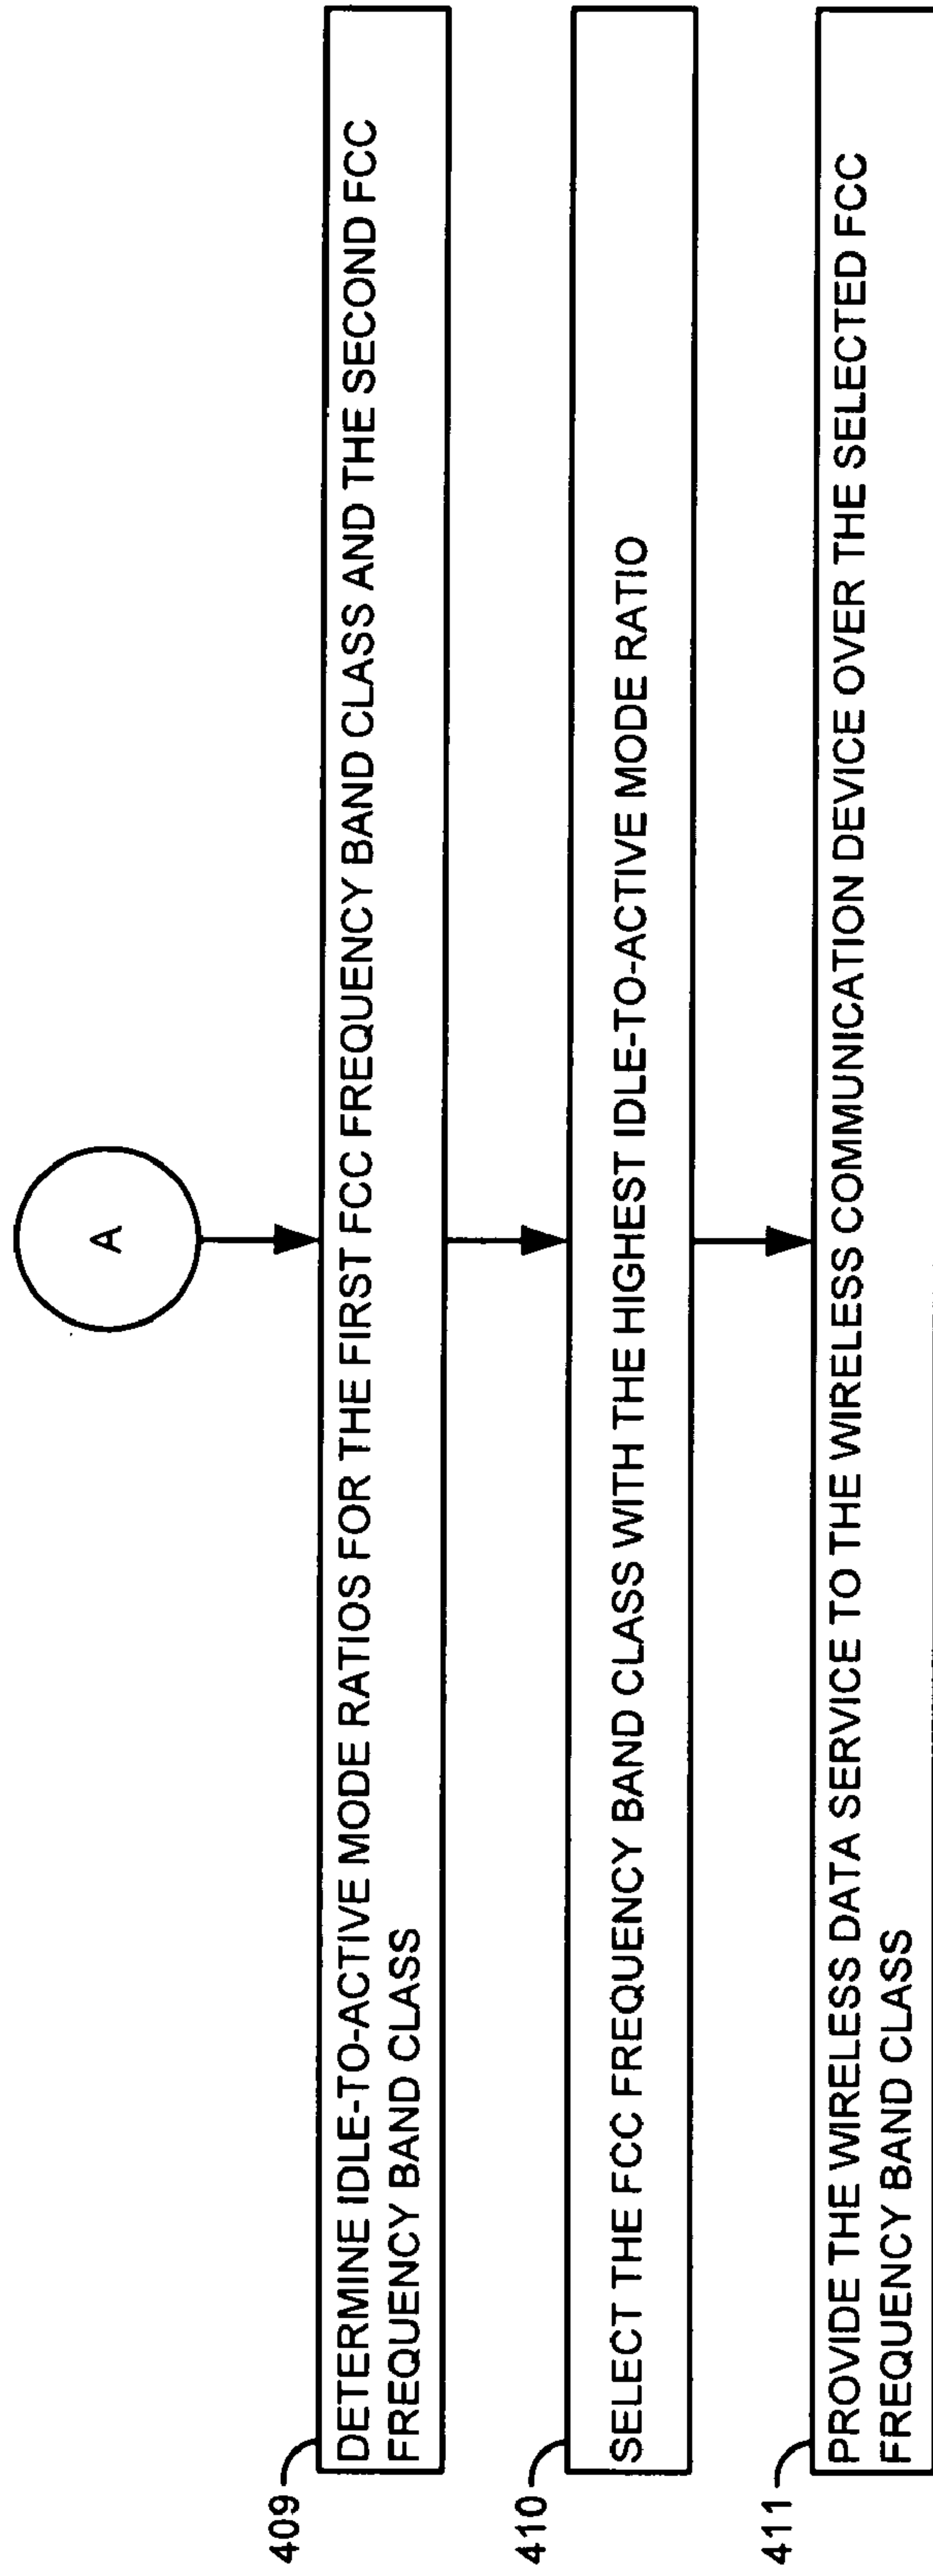 A
409
DETERMINE IDLE-TO-ACTIVE MODE RATIOS FOR THE FIRST FCC FREQUENCY BAND CLASS AND THE SECOND FCC
FREQUENCY BAND CLASS
410
SELECT THE FCC FREQUENCY BAND CLASS WITH THE HIGHEST IDLE-TO-ACTIVE MODE RATIO
411
PROVIDE THE WIRELESS DATA SERVICE TO THE WIRELESS COMMUNICATION DEVICE OVER THE SELECTED FCC
FREQUENCY BAND CLASS